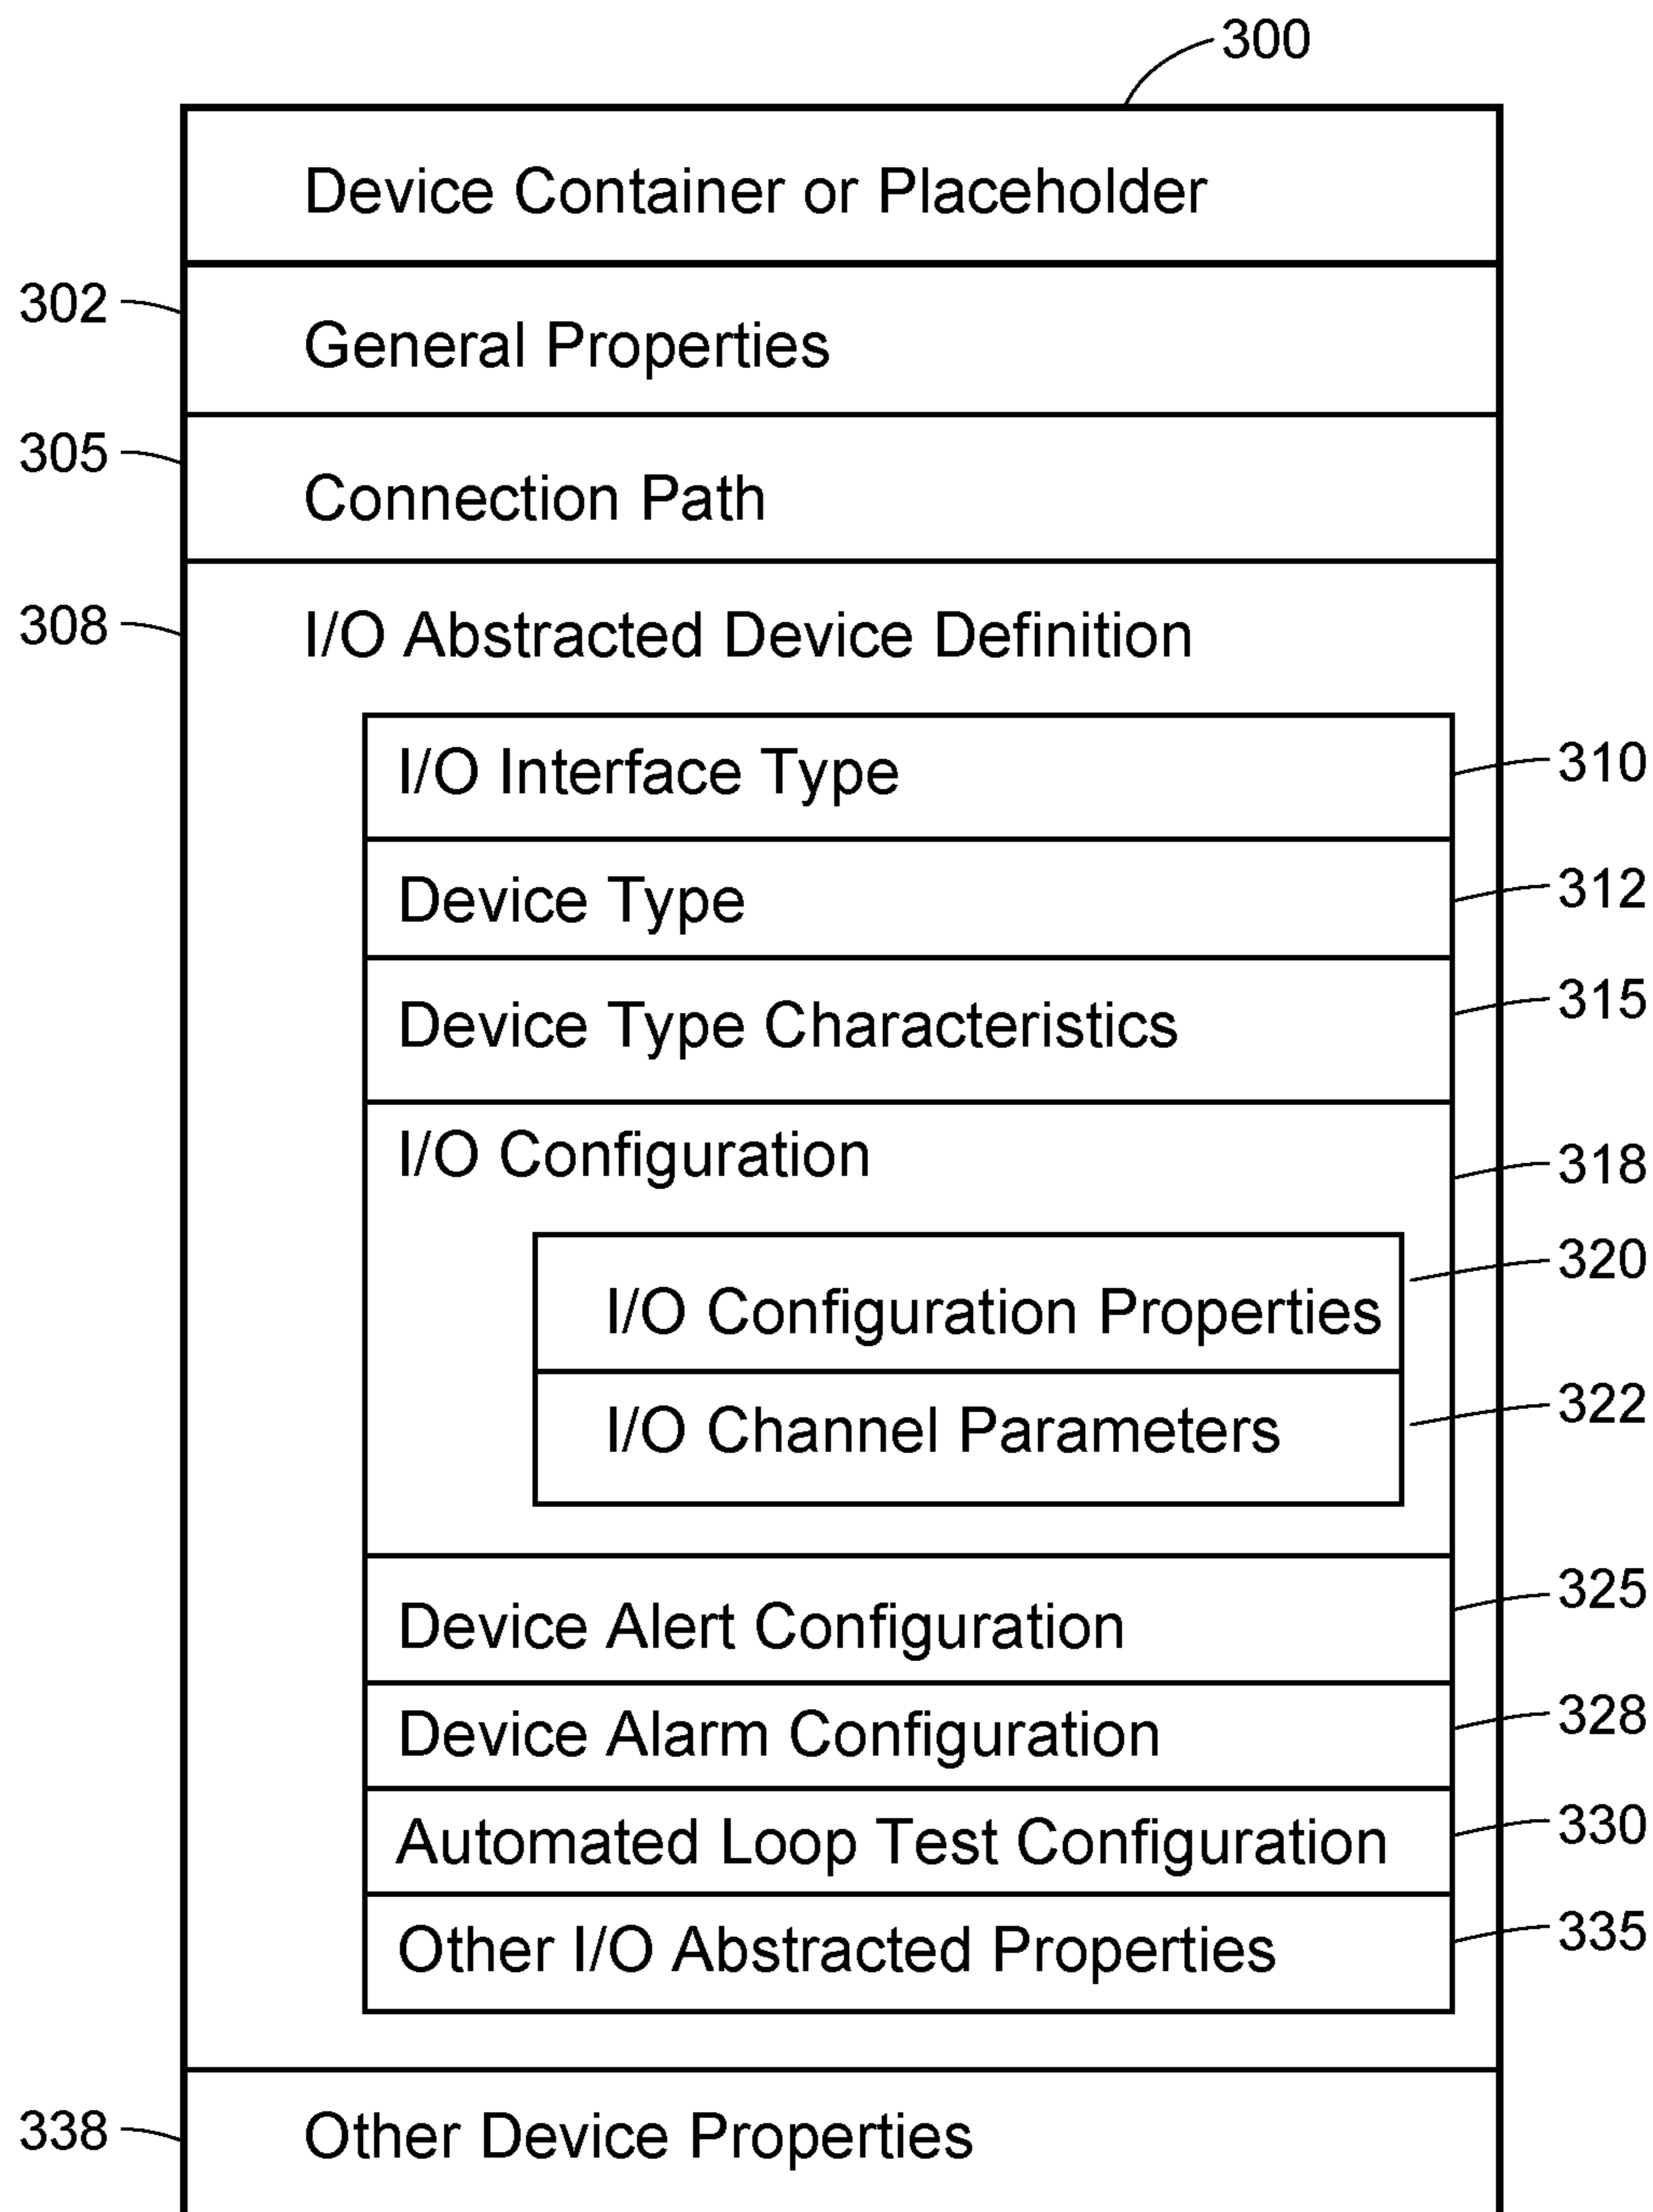 300
Device Container or Placeholder
302
General Properties
305
Connection Path
308
I/O Abstracted Device Definition
I/O Interface Type
310
Device Type
312
Device Type Characteristics
315
I/O Configuration
318
I/O Configuration Properties
320
I/O Channel Parameters
322
Device Alert Configuration
325
Device Alarm Configuration
328
Automated Loop Test Configuration
330
Other I/O Abstracted Properties
335
338
Other Device Properties